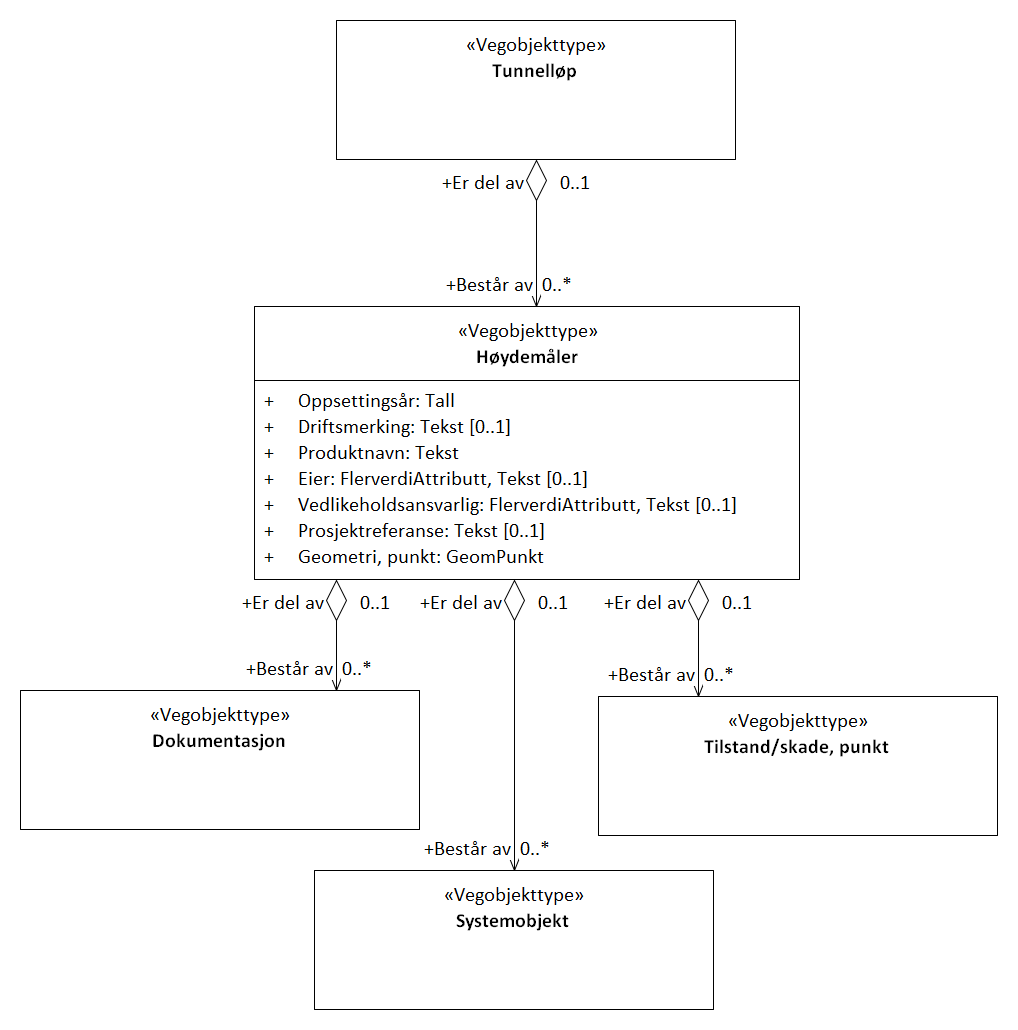 «Vegobjekttype»
Tunnelløp
+Er del av 0..1
+Består av 0..*
«Vegobjekttype»
Høydemåler
+ Oppsettingsår: Tall
+ Driftsmerking: Tekst [0..1]
+ Produktnavn: Tekst
+ Eier: FlerverdiAttributt, Tekst [0..1]
+ Vedlikeholdsansvarlig: FlerverdiAttributt, Tekst [0..1]
+ Prosjektreferanse: Tekst [0..1]
+ Geometri, punkt: GeomPunkt
+Er del av 0..1 +Er del av 0..1 +Er del av 0..1
+Består av 0..* +Består av 0..*
«Vegobjekttype»
Dokumentasjon
«Vegobjekttype»
Tilstand/skade, punkt
+Består av 0..*
«Vegobjekttype»
Systemobjekt